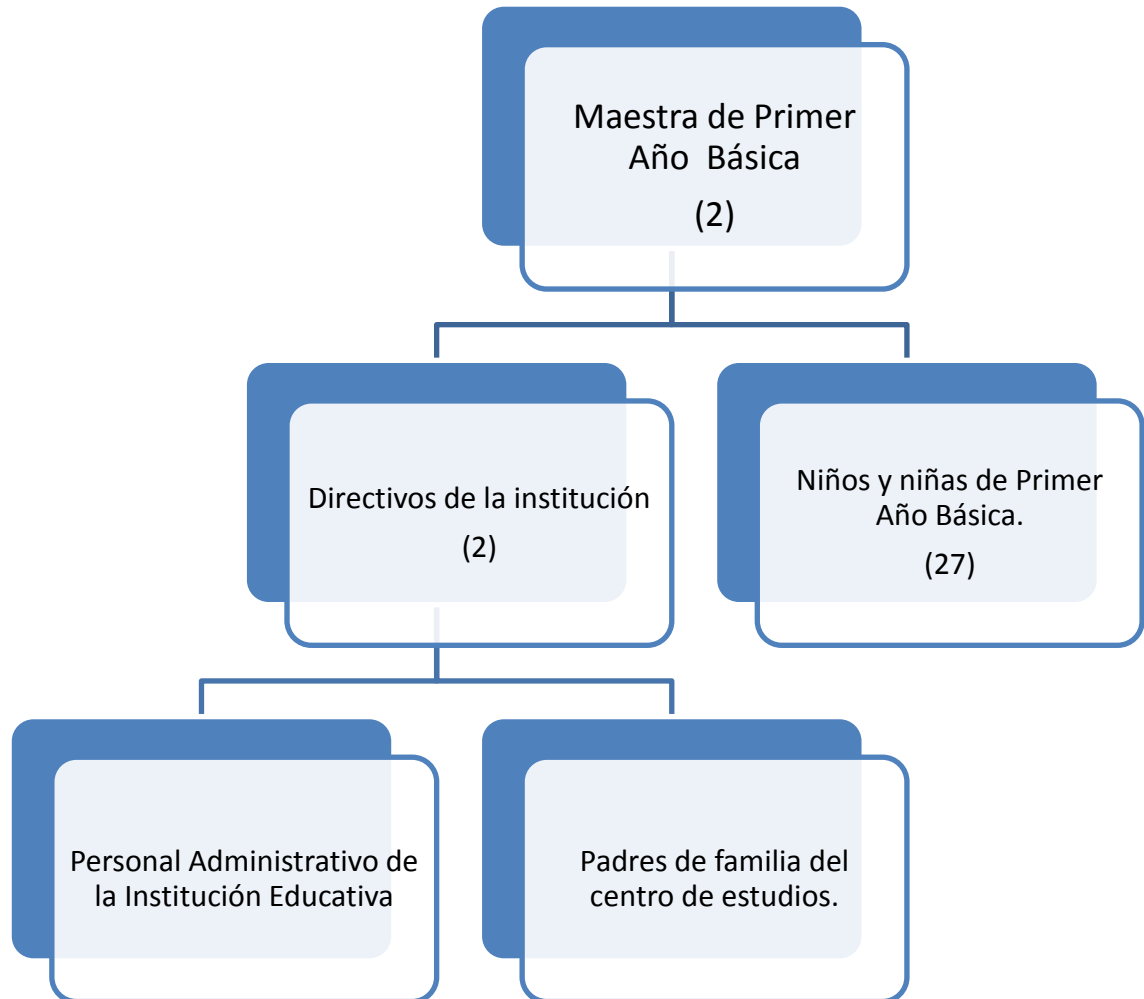 Maestra de Primer
Año Básica
(2)
Directivos de la institución
(2)
Niños y niñas de Primer
Año Básica.
(27)
Personal Administrativo de
la Institución Educativa
Padres de familia del
centro de estudios.